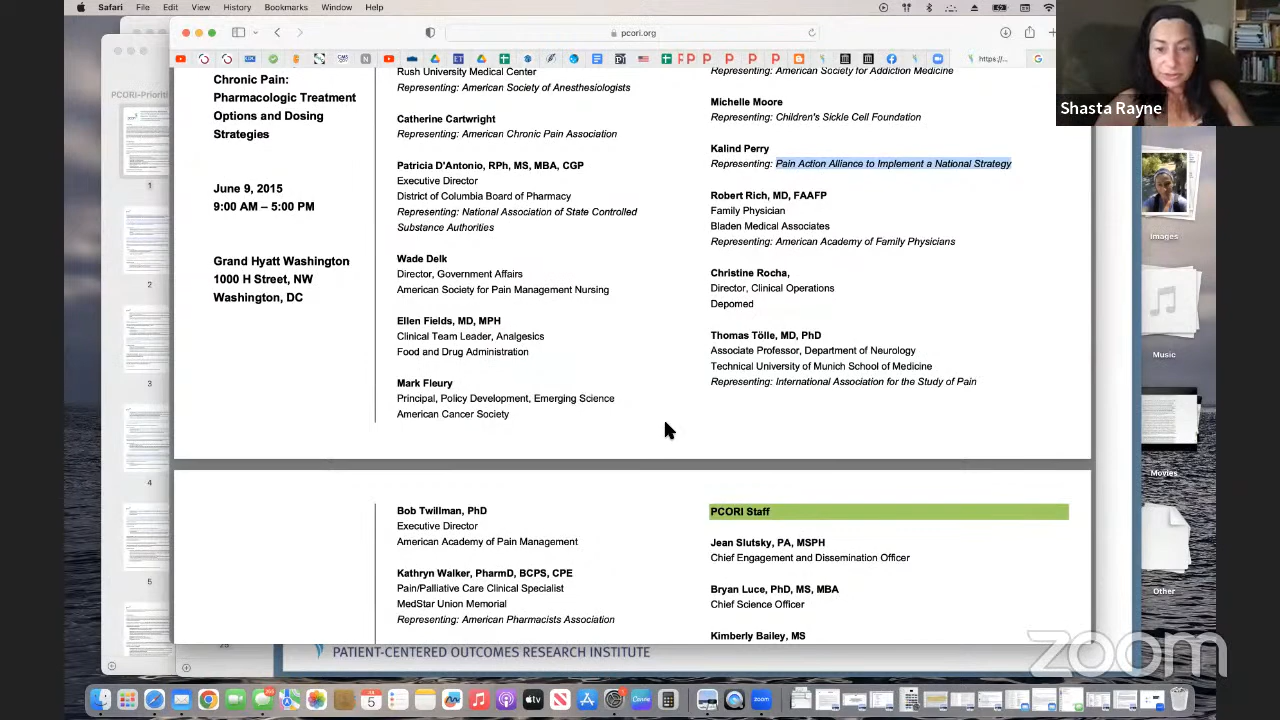 Safari File Edit View History Bookmarks Window Help
pcori.org
https://...
PCORI-Prioriti
Shasta Rayne
Chronic Pain:
Pharmacologic Treatment
Options and Dosing
Strategies
June 9, 2015
9:00 AM – 5:00 PM
Grand Hyatt Washington
1000 H Street, NW
Washington, DC
Rush University Medical Center
Representing: American Society of Anesthesiologists
Catherine Cartwright
Representing: American Chronic Pain Association
Patricia D'Antonio, RPh, MS, MBA, CGP
Executive Director
District of Columbia Board of Pharmacy
Representing: National Association of State Controlled
Substance Authorities
Wade Delk
Director, Government Affairs
American Society for Pain Management Nursing
Ellen Fields, MD, MPH
Clinical Team Leader, Analgesics
Food and Drug Administration
Mark Fleury
Principal, Policy Development, Emerging Science
American Cancer Society
Representing: American Society for Addiction Medicine
Michelle Moore
Representing: Children's Sickle Cell Foundation
Kalind Perry
Representing: Pain Action Alliance to Implement a National Strategy
Robert Rich, MD, FAAFP
Family Physician
Bladen Medical Associates
Representing: American Academy of Family Physicians
Christine Rocha,
Director, Clinical Operations
Depomed
Thomas Tölle, MD, PhD
Associate Professor, Department of Neurology
Technical University of Munich School of Medicine
Representing: International Association for the Study of Pain
Bob Twillman, PhD
Executive Director
American Academy of Pain Management
Kathryn Walker, PharmD, BCPS, CPE
Pain/Palliative Care Clinical Specialist
MedStar Union Memorial
Representing: American Pharmacists Association
PCORI Staff
Jean Slutsky, PA, MSPH
Chief Engagement and Dissemination Officer
Bryan Luce, PhD, MS, MBA
Chief Science Officer
Kimberly Bailey, MS
PATIENT-CENTERED OUTCOMES RESEARCH INSTITUTE
1
2
3
4
5
Images
Music
Movies
Other
zoom